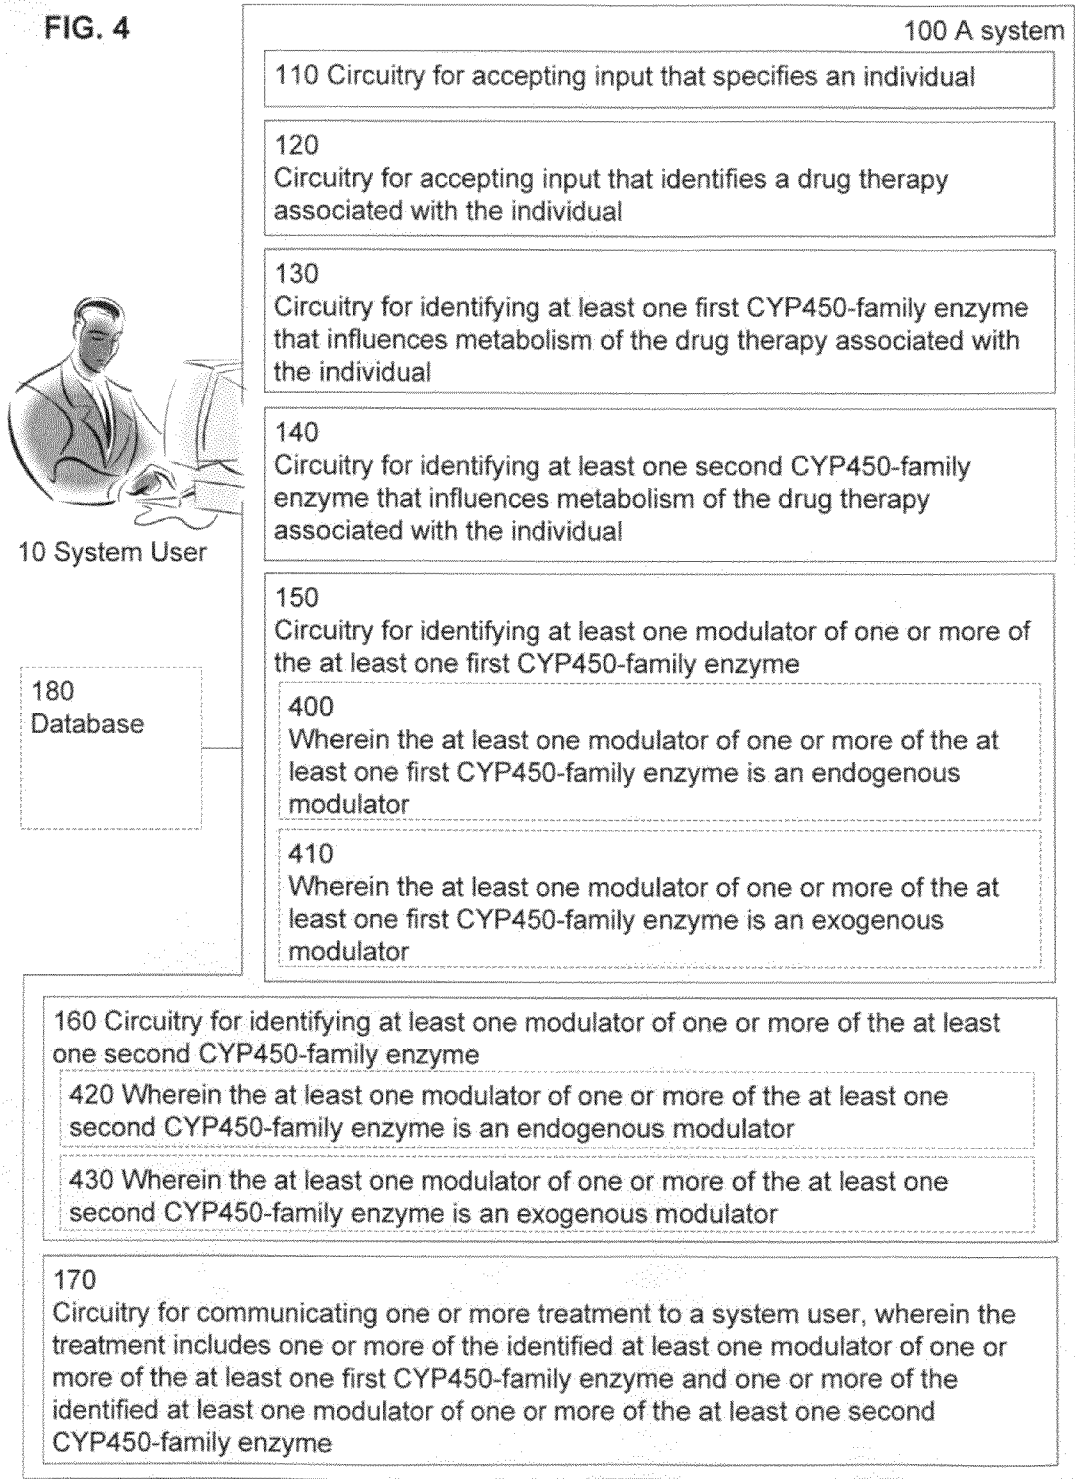 FIG. 4
100 A system
110 Circuitry for accepting input that specifies an individual
120
Circuitry for accepting input that identifies a drug therapy
associated with the individual
130
Circuitry for identifying at least one first CYP450-family enzyme
that influences metabolism of the drug therapy associated with
the individual
140
Circuitry for identifying at least one second CYP450-family
enzyme that influences metabolism of the drug therapy
associated with the individual
10 System User
150
Circuitry for identifying at least one modulator of one or more of
the at least one first CYP450-family enzyme
180
Database
400
Wherein the at least one modulator of one or more of the at
least one first CYP450-family enzyme is an endogenous
modulator
410
Wherein the at least one modulator of one or more of the at
least one first CYP450-family enzyme is an exogenous
modulator
160 Circuitry for identifying at least one modulator of one or more of the at least
one second CYP450-family enzyme
420 Wherein the at least one modulator of one or more of the at least one
second CYP450-family enzyme is an endogenous modulator
430 Wherein the at least one modulator of one or more of the at least one
second CYP450-family enzyme is an exogenous modulator
170
Circuitry for communicating one or more treatment to a system user, wherein the
treatment includes one or more of the identified at least one modulator of one or
more of the at least one first CYP450-family enzyme and one or more of the
identified at least one modulator of one or more of the at least one second
CYP450-family enzyme